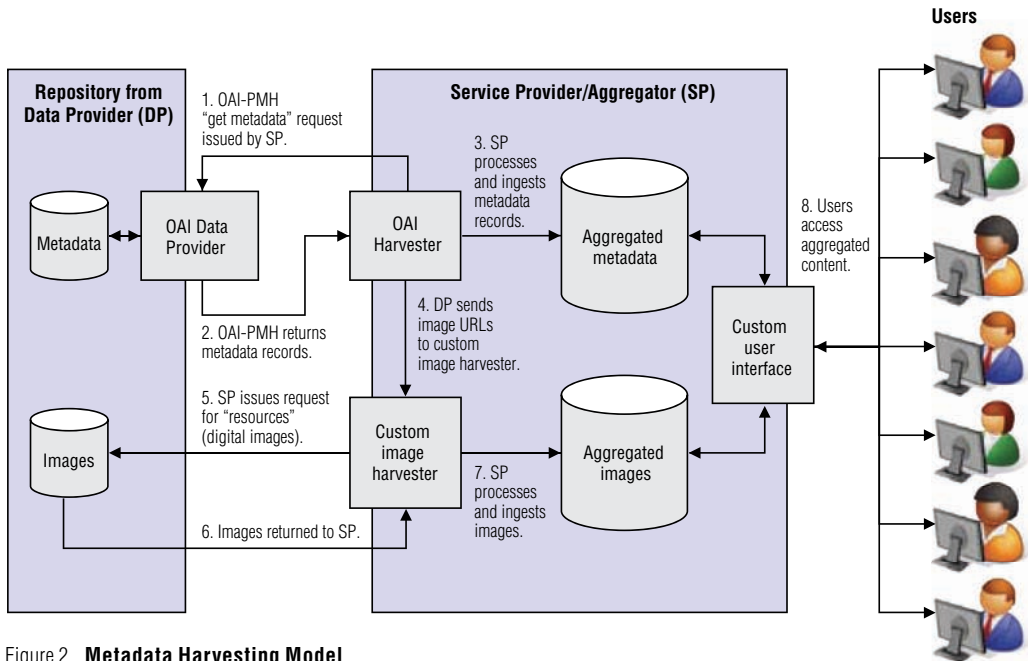 Users
Repository from
Data Provider (DP)
1. OAI-PMH
“get metadata” request
issued by SP.
Service Provider/Aggregator (SP)
3. SP
processes
and ingests
metadata
records.
Metadata
OAI Data
Provider
OAI
Harvester
Aggregated
metadata
8. Users
access
aggregated
content.
2. OAI-PMH returns
metadata records.
4. DP sends
image URLs
to custom
image harvester.
Custom
user
interface
5. SP issues request
for “resources”
(digital images).
Images
Custom
image
harvester
Aggregated
images
7. SP
processes
and ingests
images.
6. Images returned to SP.
Figure 2 Metadata Harvesting Model